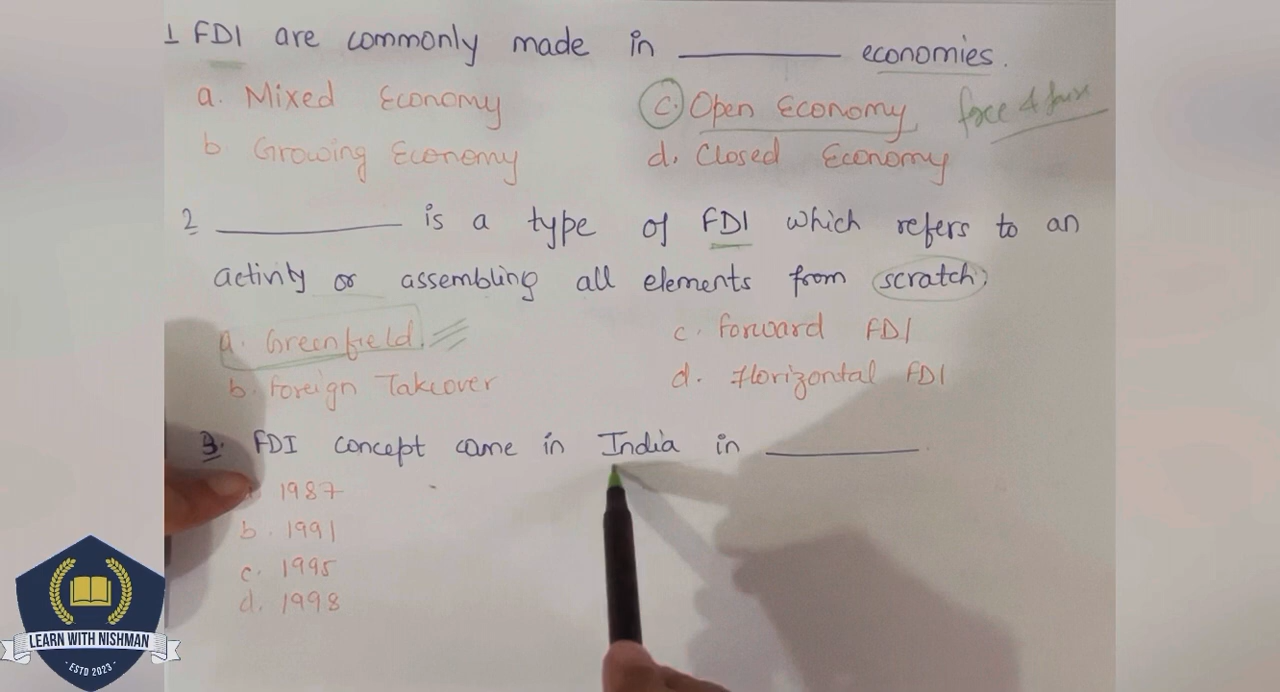 1 FDI are commonly made in ________ economies.
a. Mixed Economy
c. Open Economy
b Growing Economy
d. Closed Economy
2 ________ is a type of FDI which refers to an
activity or assembling all elements from scratch;
a. Greenfield
c. Forward FDI
b. Foreign Takeover
d. Horizontal FDI
3. FDI concept came in India in ________
1987
b. 1991
c. 1995
d. 1998
LEARN WITH NISHMAN
ESTD 2023